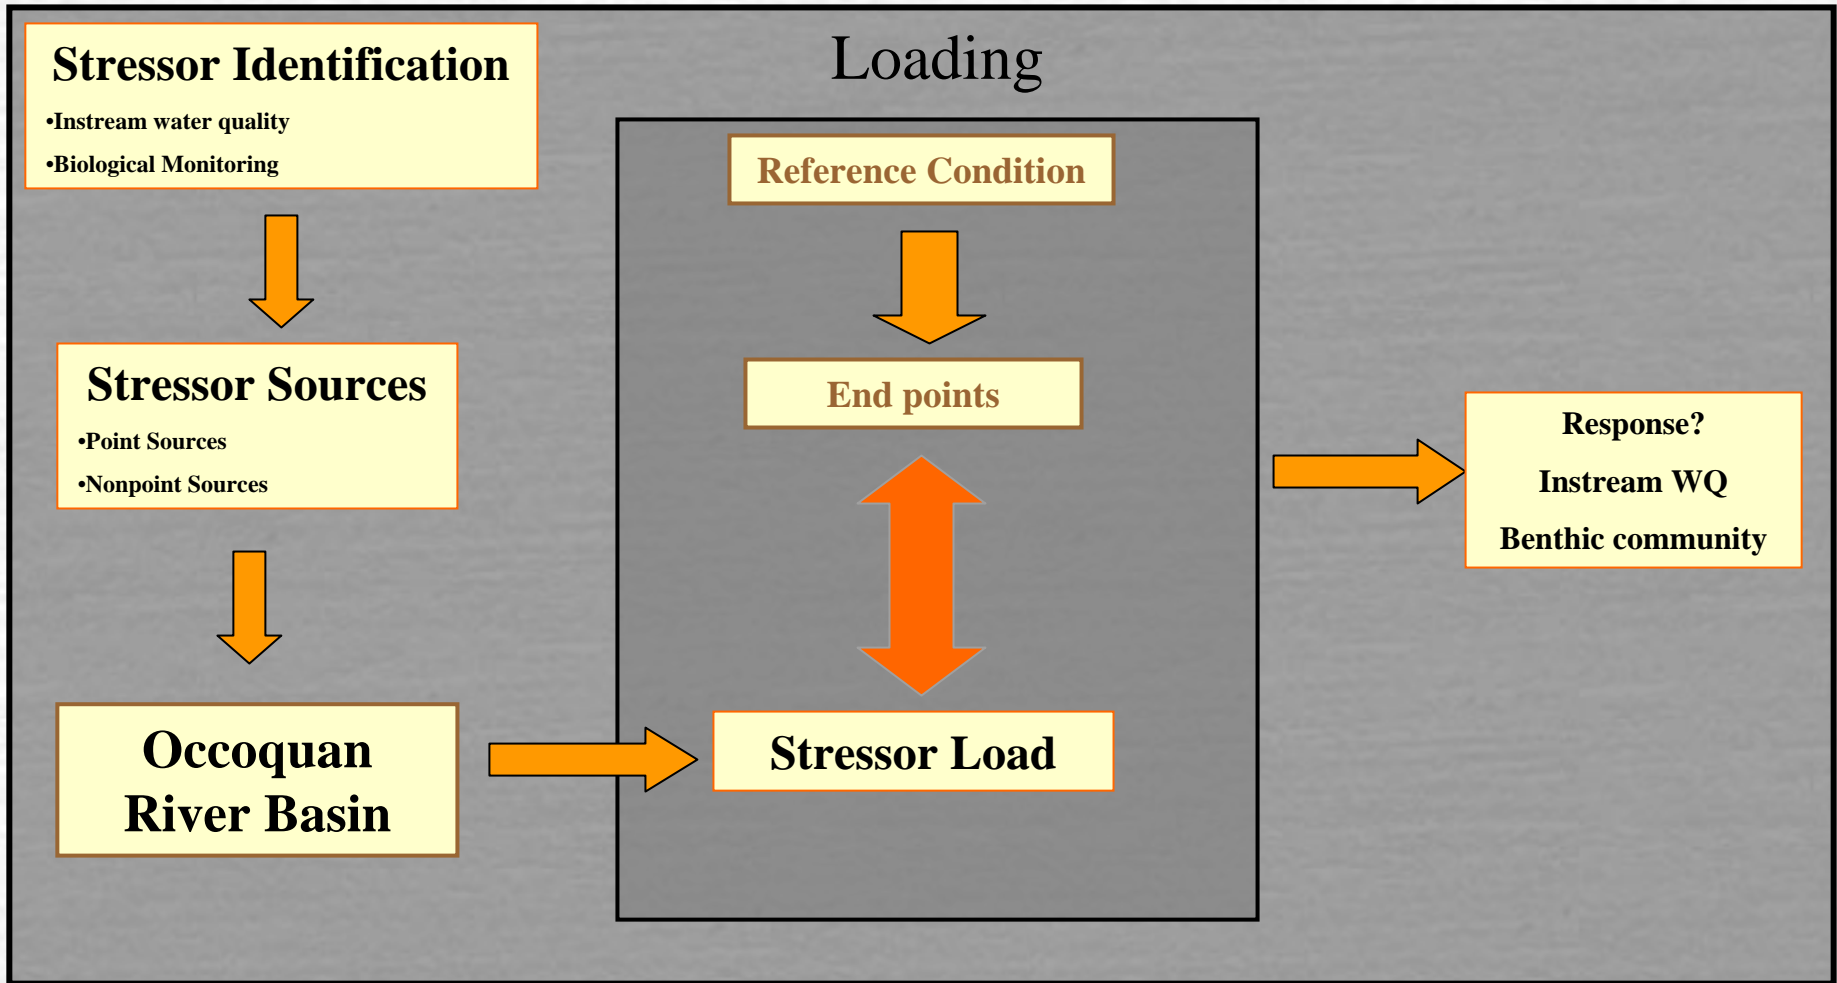 Stressor Identification
•Instream water quality
•Biological Monitoring
Stressor Sources
•Point Sources
•Nonpoint Sources
Occoquan
River Basin
Loading
Reference Condition
End points
Stressor Load
Response?
Instream WQ
Benthic community